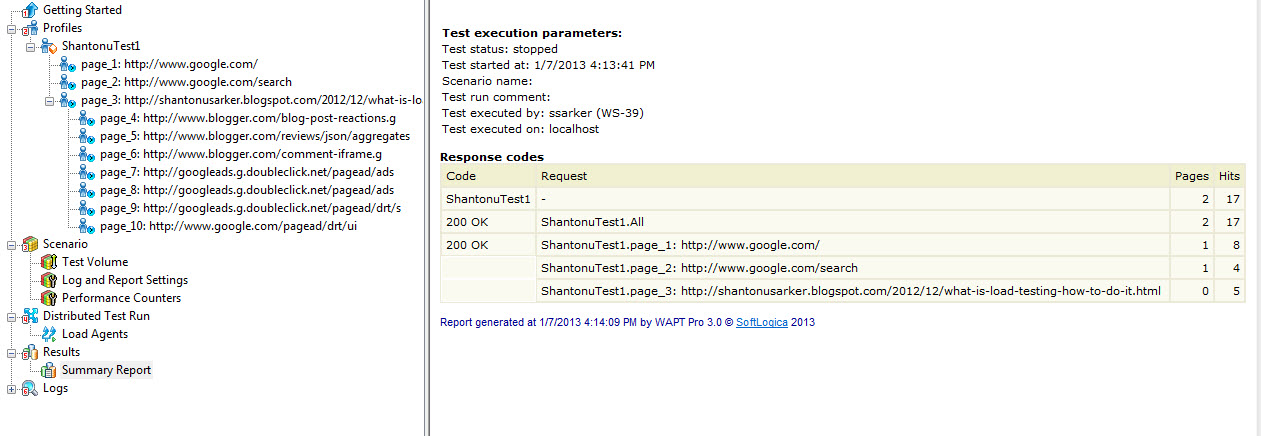 Getting Started
Profiles
ShantonuTest1
page_1: http://www.google.com/
page_2: http://www.google.com/search
page_3: http://shantonusarker.blogspot.com/2012/12/what-is-loa
page_4: http://www.blogger.com/blog-post-reactions.g
page_5: http://www.blogger.com/reviews/json/aggregates
page_6: http://www.blogger.com/comment-iframe.g
page_7: http://googleads.g.doubleclick.net/pagead/ads
page_8: http://googleads.g.doubleclick.net/pagead/ads
page_9: http://googleads.g.doubleclick.net/pagead/drt/s
page_10: http://www.google.com/pagead/drt/ui
Scenario
Test Volume
Log and Report Settings
Performance Counters
Distributed Test Run
Load Agents
Results
Summary Report
Logs
Test execution parameters:
Test status: stopped
Test started at: 1/7/2013 4:13:41 PM
Scenario name:
Test run comment:
Test executed by: ssarker (WS-39)
Test executed on: localhost
Response codes
Code Request Pages Hits
ShantonuTest1 - 2 17
200 OK ShantonuTest1.All 2 17
200 OK ShantonuTest1.page_1: http://www.google.com/ 1 8
ShantonuTest1.page_2: http://www.google.com/search 1 4
ShantonuTest1.page_3: http://shantonusarker.blogspot.com/2012/12/what-is-load-testing-how-to-do-it.html 0 5
Report generated at 1/7/2013 4:14:09 PM by WAPT Pro 3.0 © SoftLogica 2013